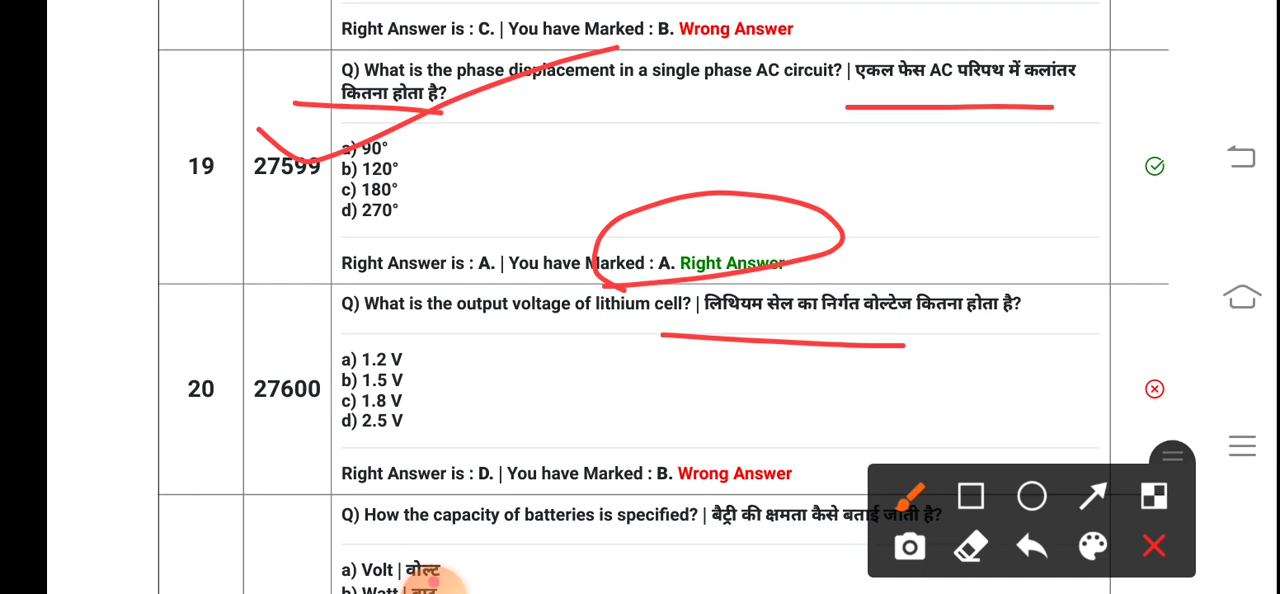 Right Answer is : C. | You have Marked : B. Wrong Answer
Q) What is the phase displacement in a single phase AC circuit? | एकल फेस AC परिपथ में कलांतर
कितना होता है?
19
27599
a) 90°
b) 120°
c) 180°
d) 270°
Right Answer is : A. | You have Marked : A. Right Answer
Q) What is the output voltage of lithium cell? | लिथियम सेल का निर्गत वोल्टेज कितना होता है?
20
27600
a) 1.2 V
b) 1.5 V
c) 1.8 V
d) 2.5 V
Right Answer is : D. | You have Marked : B. Wrong Answer
Q) How the capacity of batteries is specified? | बैट्री की क्षमता कैसे बताई जाती है?
a) Volt | वोल्ट
b) Watt | वाट